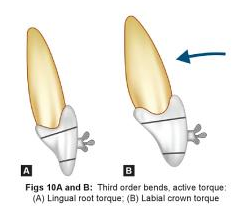 A
B
Figs 10A and B: Third order bends, active torque:
(A) Lingual root torque; (B) Labial crown torque